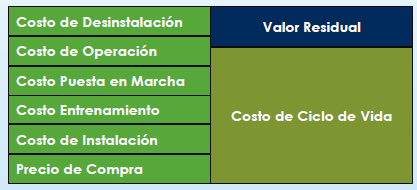 Costo de Desinstalación
Costo de Operación
Costo Puesta en Marcha
Costo Entrenamiento
Costo de Instalación
Precio de Compra
Valor Residual
Costo de Ciclo de Vida